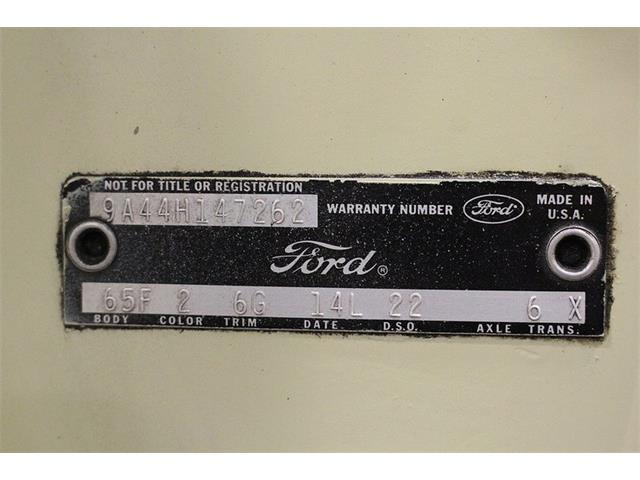 NOT FOR TITLE OR REGISTRATION
9A44H147262 WARRANTY NUMBER Ford MADE IN U.S.A.
Ford ®
65F 2 6G 14L 22 6 X
BODY COLOR TRIM DATE D.S.O. AXLE TRANS.